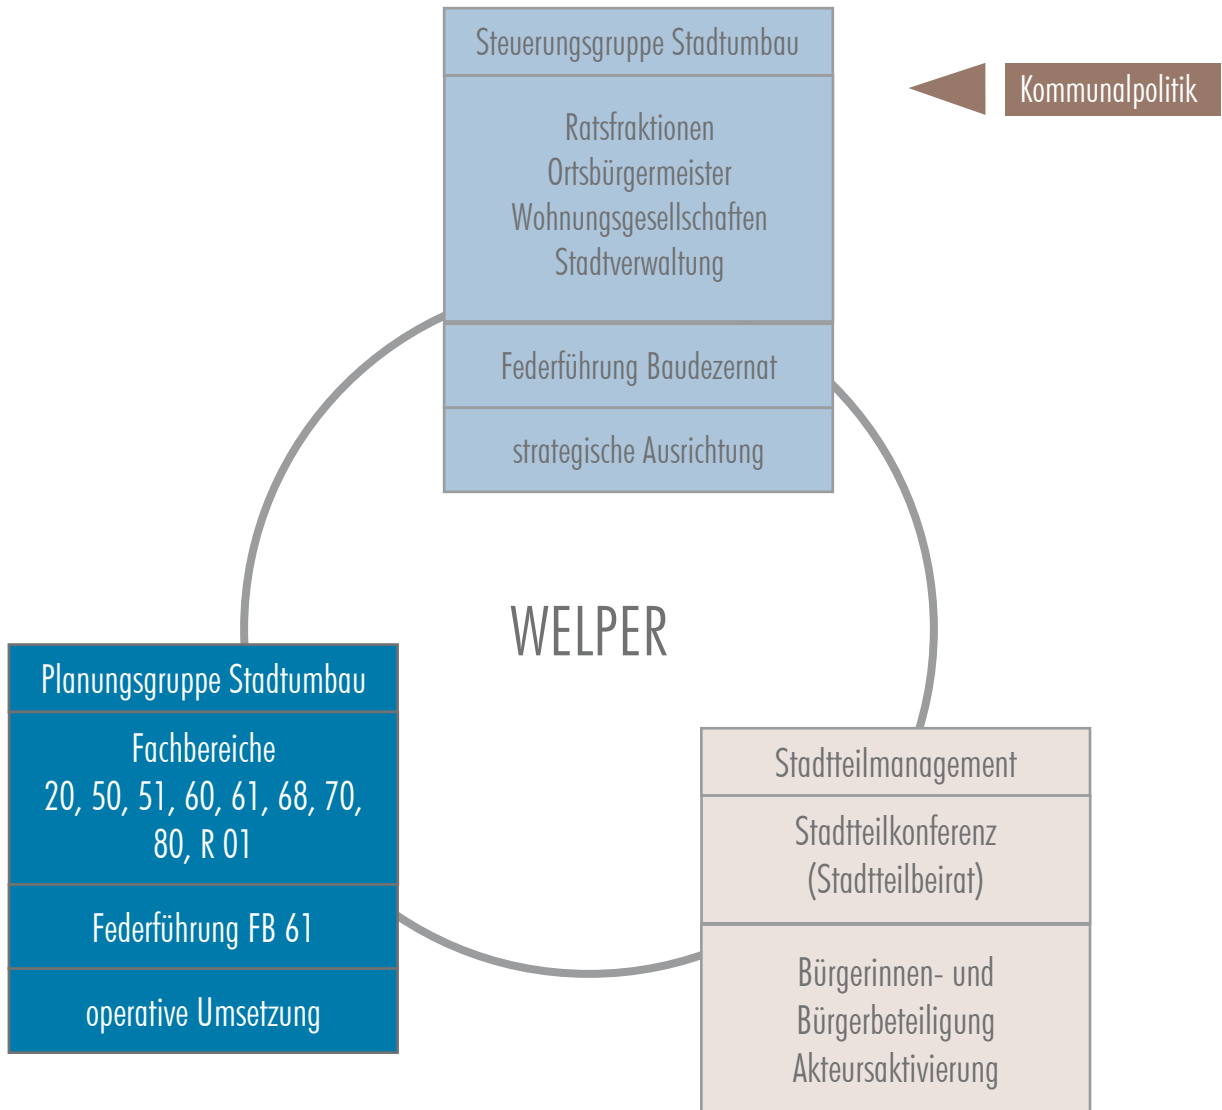 Steuerungsgruppe Stadtumbau
Kommunalpolitik
Ratsfraktionen
Ortsbürgermeister
Wohnungsgesellschaften
Stadtverwaltung
Federführung Baudezernat
strategische Ausrichtung
WELPER
Planungsgruppe Stadtumbau
Fachbereiche
20, 50, 51, 60, 61, 68, 70,
80, R 01
Federführung FB 61
operative Umsetzung
Stadtteilmanagement
Stadtteilkonferenz
(Stadtteilbeirat)
Bürgerinnen- und
Bürgerbeteiligung
Akteursaktivierung